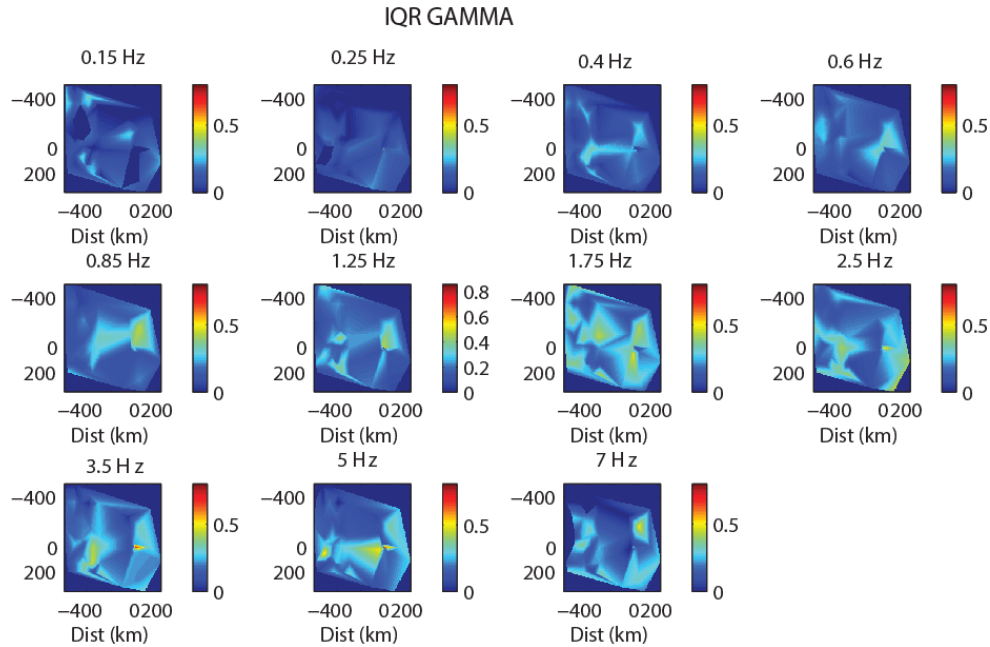 IQR GAMMA
0.15 Hz 0.25 Hz 0.4 Hz 0.6 Hz
−400 0.5 −400 0.5 −400 0.5 −400 0.5
0 0 0 0
200 0 200 0 200 0 200 0
−400 0200 −400 0200 −400 0200 −400 0200
Dist (km) Dist (km) Dist (km) Dist (km)
0.85 Hz 1.25 Hz 1.75 Hz 2.5 Hz
−400 0.5 −400 0.8 −400 0.5 −400 0.5
0.6
0 0 0.4 0 0
200 0 200 0.2 200 0 200 0
0
−400 0200 −400 0200 −400 0200 −400 0200
Dist (km) Dist (km) Dist (km) Dist (km)
3.5 Hz 5 Hz 7 Hz
−400 0.5 −400 0.5 −400 0.5
0 0 0
200 0 200 0 200 0
−400 0200 −400 0200 −400 0200
Dist (km) Dist (km) Dist (km)